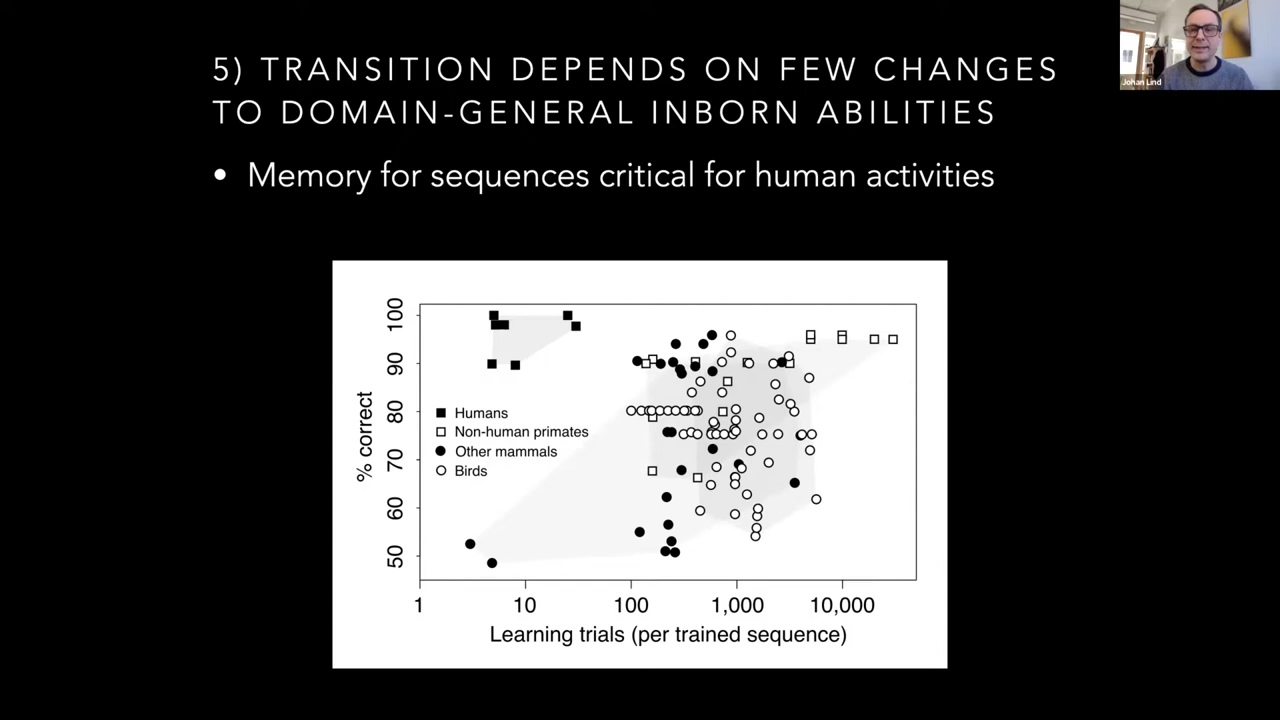 5) TRANSITION DEPENDS ON FEW CHANGES
TO DOMAIN-GENERAL INBORN ABILITIES
Johan Lind
• Memory for sequences critical for human activities
% correct
100
90
80
70
60
50
Humans
Non-human primates
Other mammals
Birds
1 10 100 1,000 10,000
Learning trials (per trained sequence)